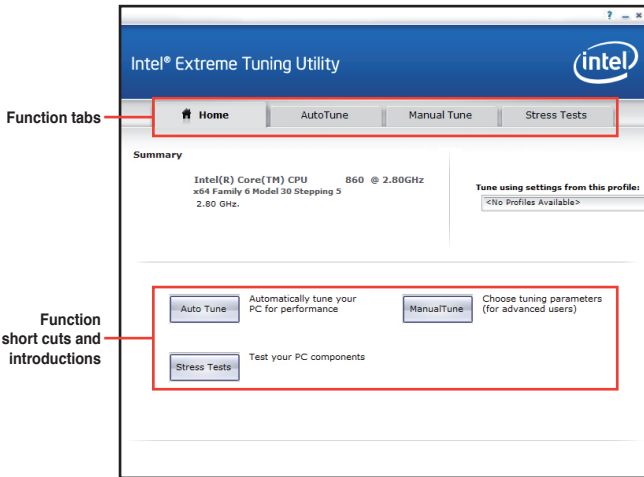 ? – ×
Intel® Extreme Tuning Utility
intel
Function tabs
Home AutoTune Manual Tune Stress Tests
Summary
Intel(R) Core(TM) CPU 860 @ 2.80GHz
x64 Family 6 Model 30 Stepping 5
2.80 GHz.
Tune using settings from this profile:
<No Profiles Available>
Function
short cuts and
introductions
Auto Tune
Automatically tune your
PC for performance
ManualTune
Choose tuning parameters
(for advanced users)
Stress Tests
Test your PC components